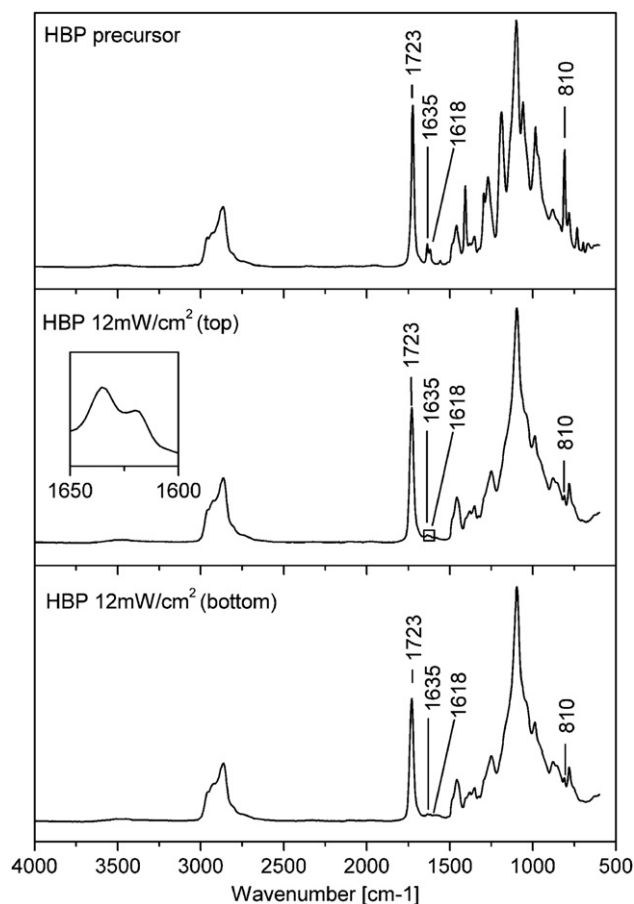 HBP precursor
1723
1635
1618
810
HBP 12mW/cm² (top)
1723
1635
1618
810
1650 1600
HBP 12mW/cm² (bottom)
1723
1635
1618
810
4000 3500 3000 2500 2000 1500 1000 500
Wavenumber [cm-1]